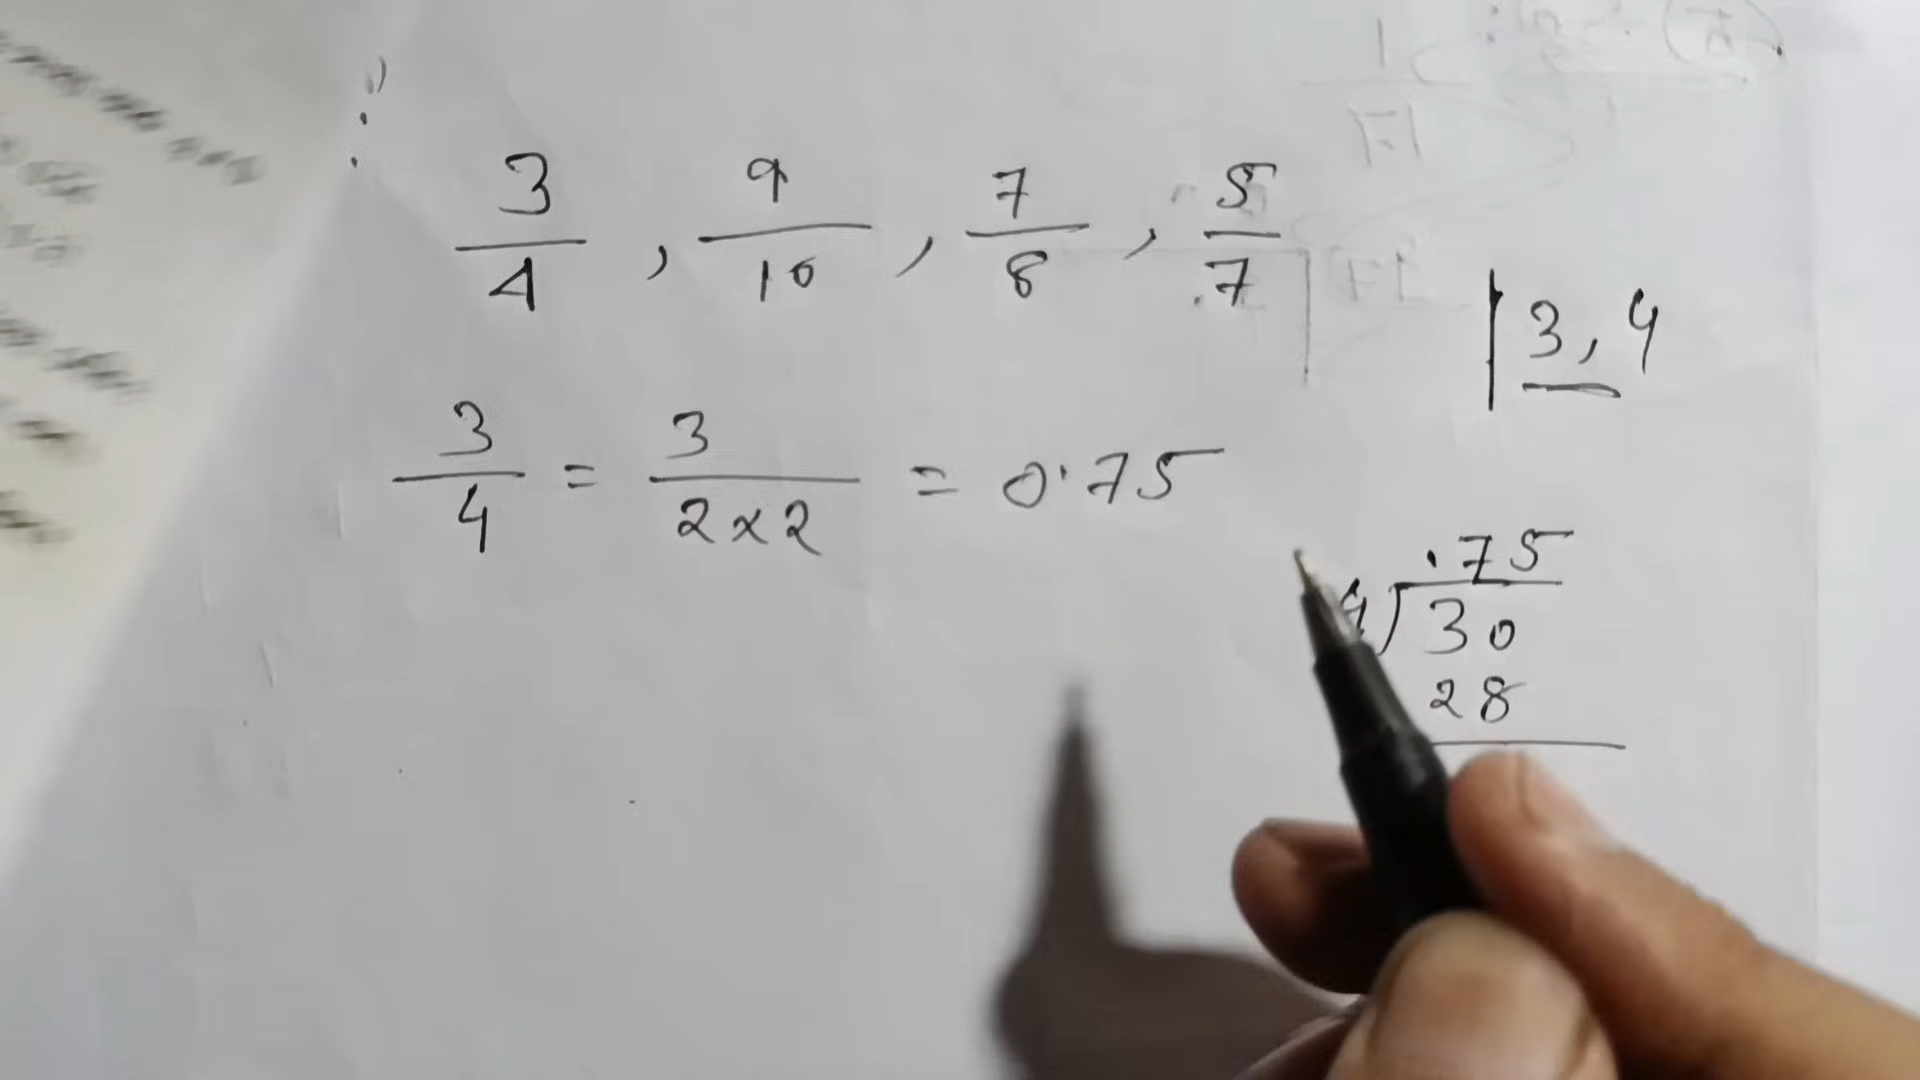 3/4 , 9/10 , 7/8 , 5/7
3, 4
3/4 = 3/2×2 = 0.75
.75
4)30
28